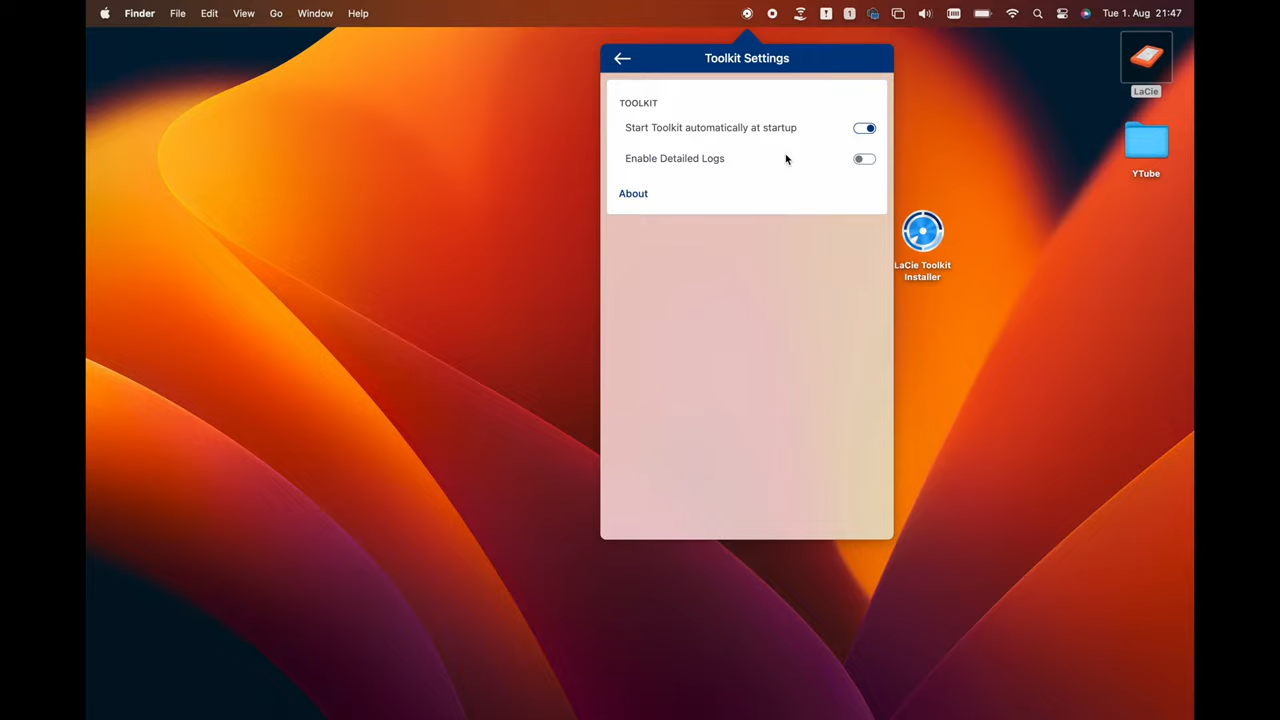 Finder File Edit View Go Window Help 1 Tue 1. Aug 21:47
Toolkit Settings
TOOLKIT
Start Toolkit automatically at startup
Enable Detailed Logs
About
LaCie
YTube
LaCie Toolkit
Installer